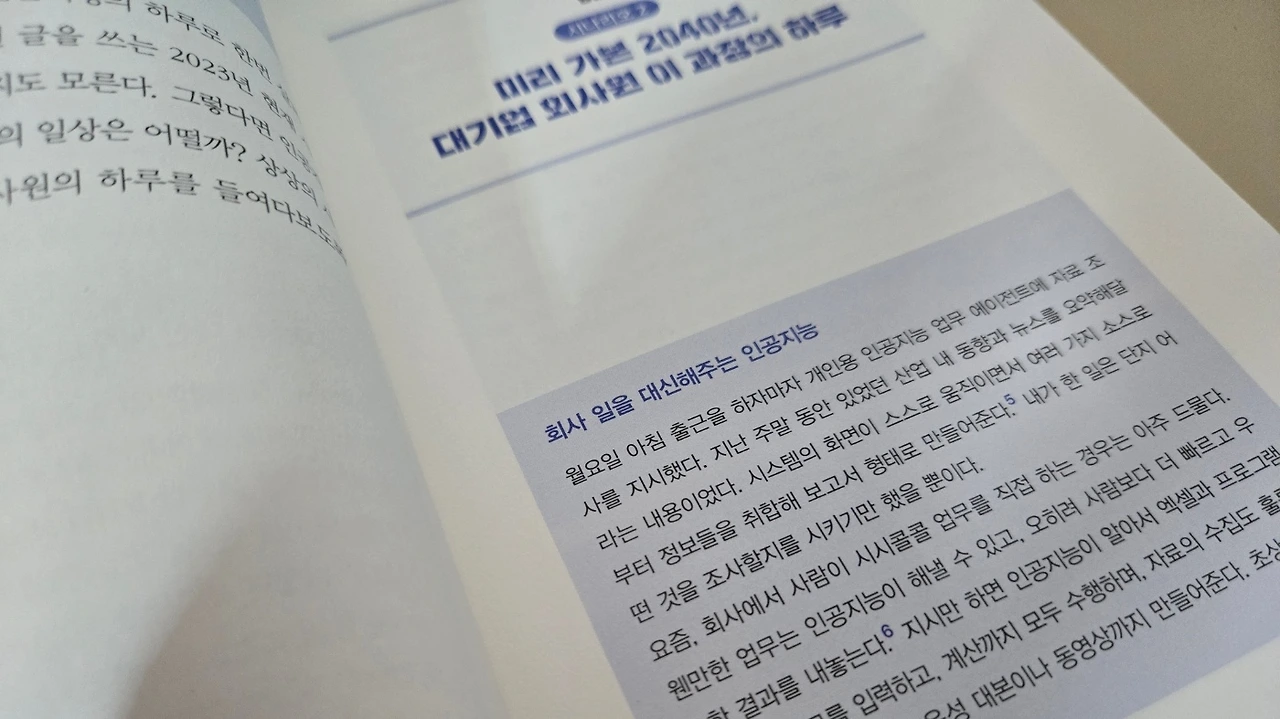 하루로
글을 쓰는 2023년 현재
도 모른다. 그렇다면
의 일상은 어떨까? 상상의
사원의 하루를 들여다보도
시나리오 2
미리 가본 2040년,
대기업 회사원 이 과장의 하루
회사 일을 대신해주는 인공지능
월요일 아침 출근을 하자마자 개인용 인공지능 업무 에이전트에 자료 조
사를 지시했다. 지난 주말 동안 있었던 산업 내 동향과 뉴스를 요약해달
라는 내용이었다. 시스템의 화면이 스스로 움직이면서 여러 가지 소스로
부터 정보들을 취합해 보고서 형태로 만들어준다.5 내가 한 일은 단지 어
떤 것을 조사할지를 시키기만 했을 뿐이다.
요즘, 회사에서 사람이 시시콜콜 업무를 직접 하는 경우는 아주 드물다.
웬만한 업무는 인공지능이 해낼 수 있고, 오히려 사람보다 더 빠르고 우
한 결과를 내놓는다.6 지시만 하면 인공지능이 알아서 엑셀과 프로그램
를 입력하고, 계산까지 모두 수행하며, 자료의 수집도
음성 대본이나 동영상까지 만들어준다. 초상